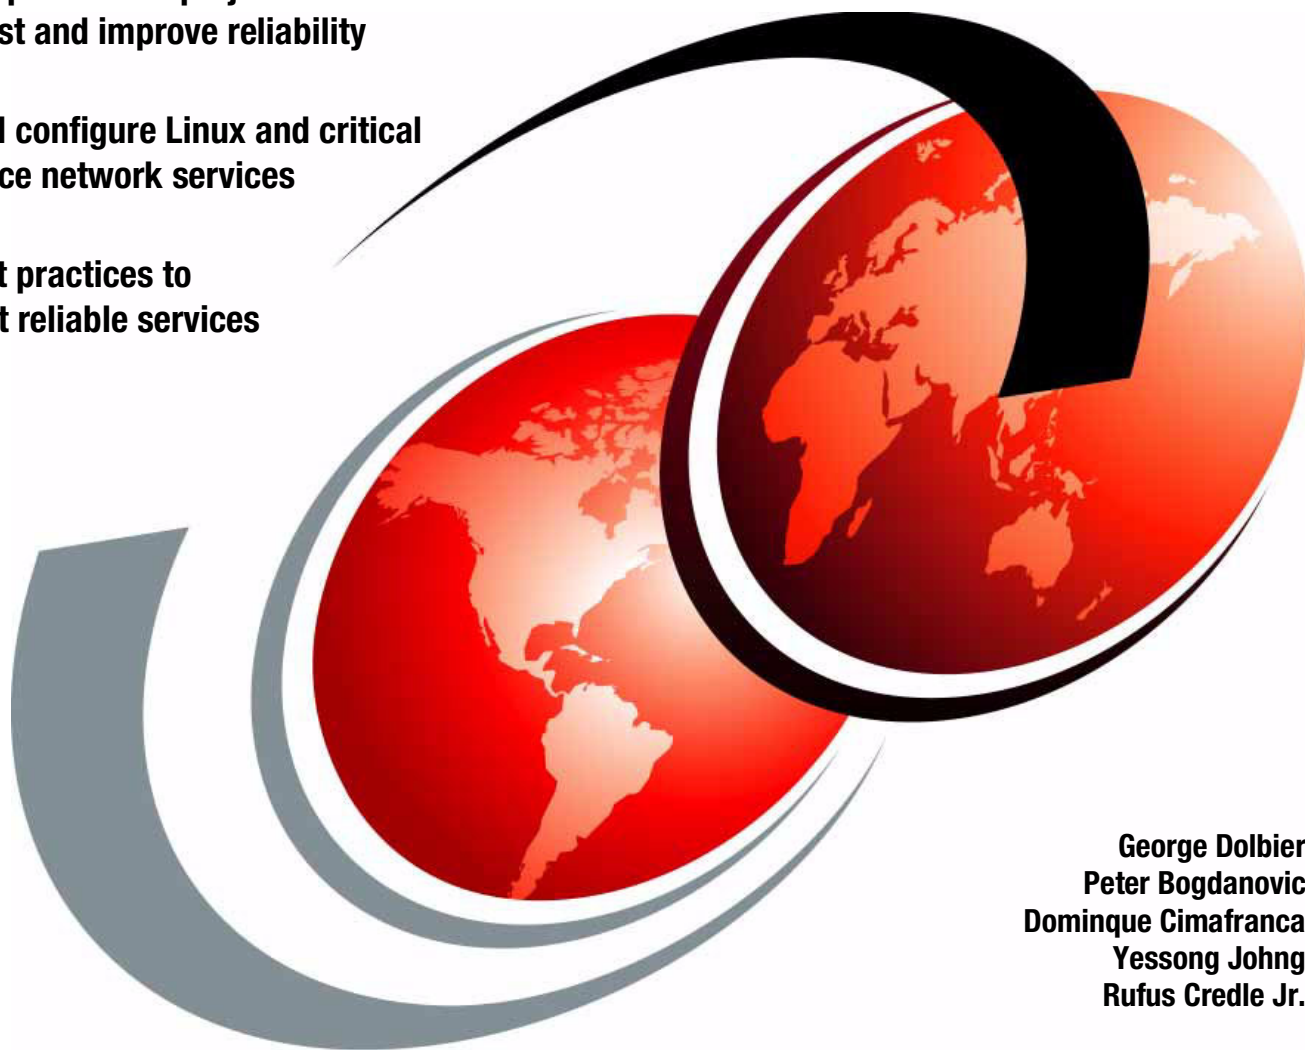 st and improve reliability
l configure Linux and critical
ce network services
t practices to
t reliable services
George Dolbier
Peter Bogdanovic
Dominque Cimafranca
Yessong Johng
Rufus Credle Jr.